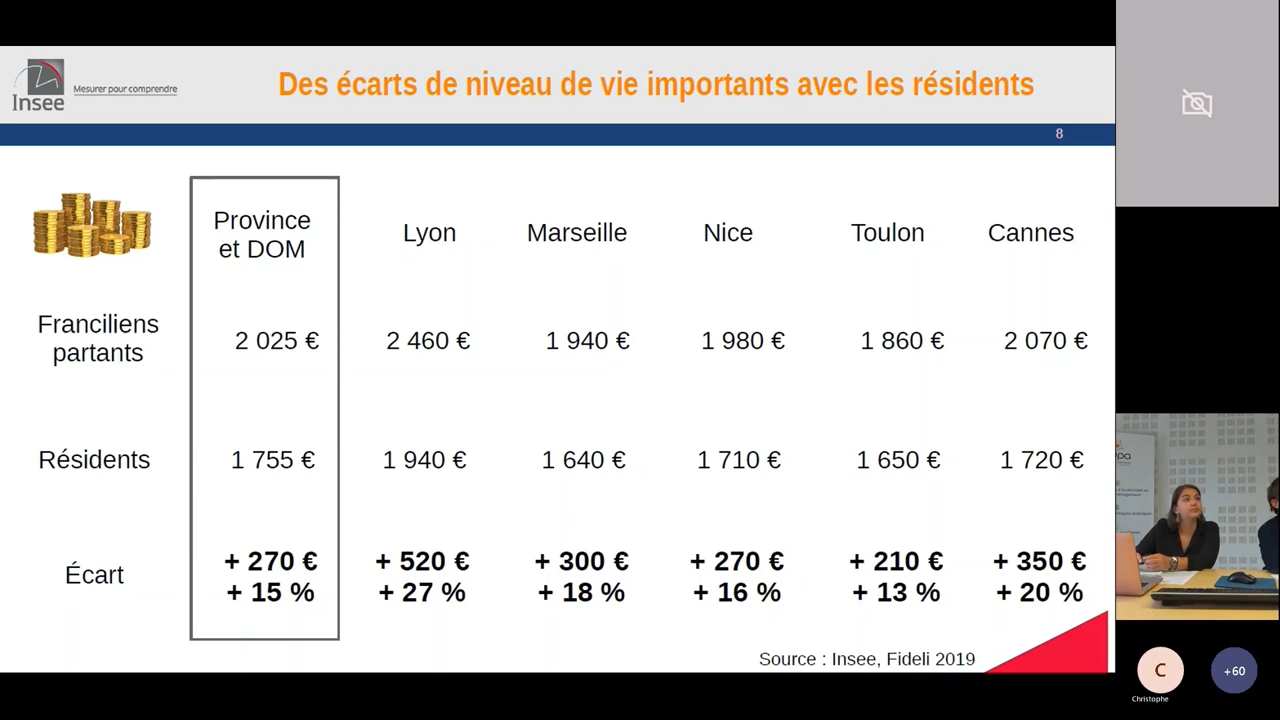 Insee
Mesurer pour comprendre
Des écarts de niveau de vie importants avec les résidents
8
Province
et DOM
Lyon
Marseille
Nice
Toulon
Cannes
Franciliens
partants
2 025 €
2 460 €
1 940 €
1 980 €
1 860 €
2 070 €
Résidents
1 755 €
1 940 €
1 640 €
1 710 €
1 650 €
1 720 €
Écart
+ 270 €
+ 15 %
+ 520 €
+ 27 %
+ 300 €
+ 18 %
+ 270 €
+ 16 %
+ 210 €
+ 13 %
+ 350 €
+ 20 %
Source : Insee, Fideli 2019
C
Christophe
+60